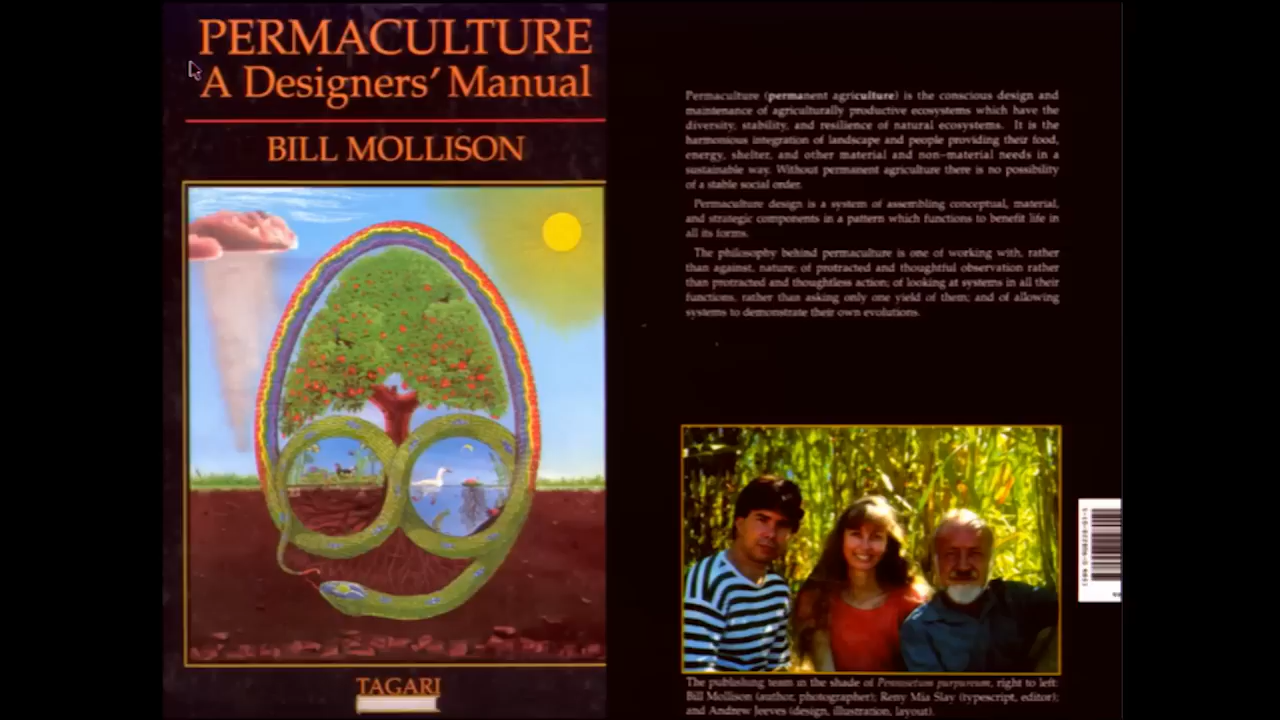 PERMACULTURE
A Designers' Manual
BILL MOLLISON
TAGARI
Permaculture (permanent agriculture) is the conscious design and
maintenance of agriculturally productive ecosystems which have the
diversity, stability, and resilience of natural ecosystems. It is the
harmonious integration of landscape and people providing their food,
energy, shelter, and other material and non-material needs in a
sustainable way. Without permanent agriculture there is no possibility
of a stable social order.
Permaculture design is a system of assembling conceptual, material,
and strategic components in a pattern which functions to benefit life in
all its forms.
The philosophy behind permaculture is one of working with, rather
than against, nature; of protracted and thoughtful observation rather
than protracted and thoughtless action; of looking at systems in all their
functions, rather than asking only one yield of them; and of allowing
systems to demonstrate their own evolutions.
The publishing team in the shade of Pennisetum purpureum, right to left:
Bill Mollison (author, photographer); Reny Mia Slay (typescript, editor);
and Andrew Jeeves (design, illustration, layout).